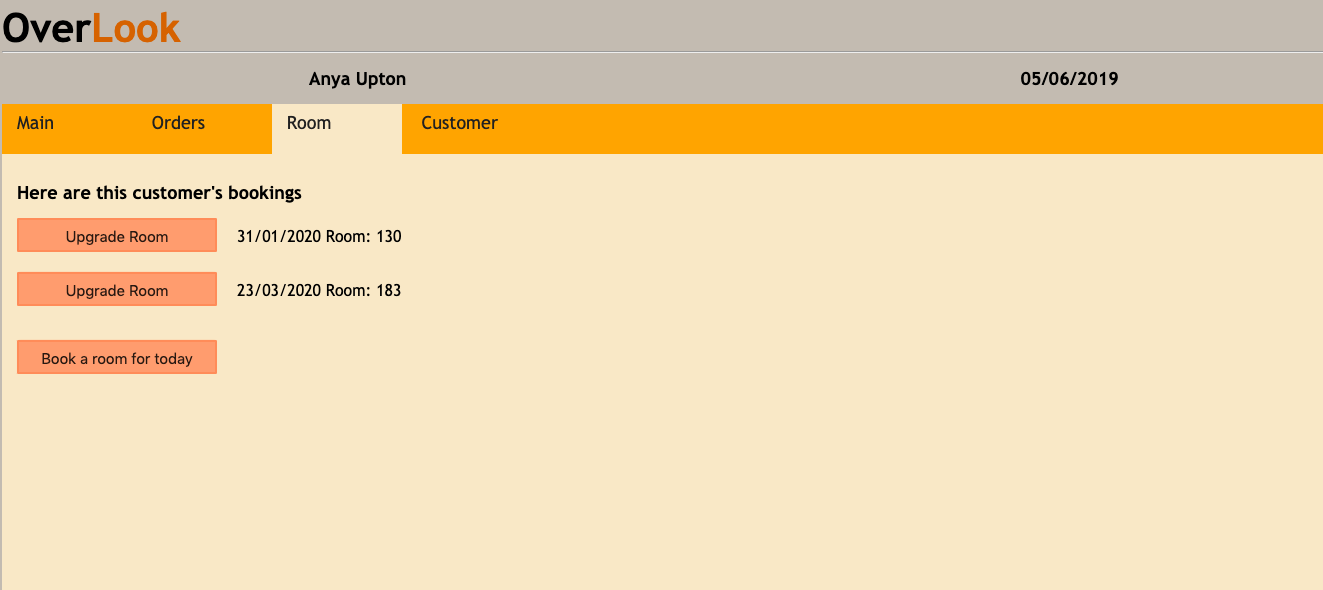 OverLook
Anya Upton 05/06/2019
Main Orders Room Customer
Here are this customer's bookings
Upgrade Room 31/01/2020 Room: 130
Upgrade Room 23/03/2020 Room: 183
Book a room for today